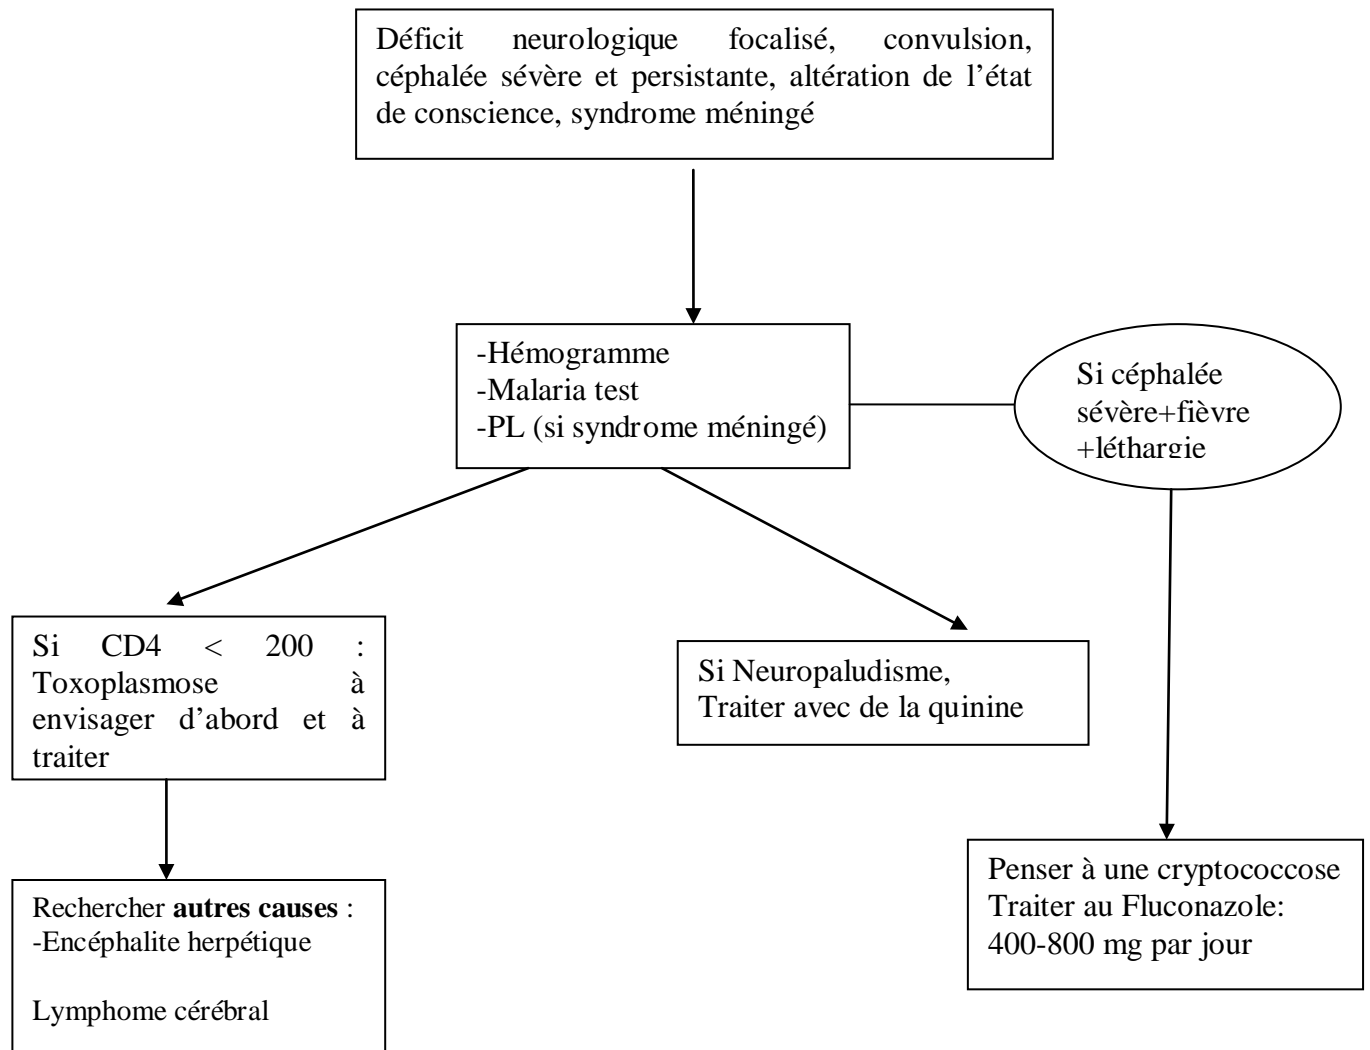 Déficit neurologique focalisé, convulsion,
céphalée sévère et persistante, altération de l’état
de conscience, syndrome méningé
-Hémogramme
-Malaria test
-PL (si syndrome méningé)
Si céphalée
sévère+fièvre
+léthargie
Si CD4 < 200 :
Toxoplasmose à
envisager d’abord et à
traiter
Si Neuropaludisme,
Traiter avec de la quinine
Penser à une cryptococcose
Traiter au Fluconazole:
400-800 mg par jour
Rechercher autres causes :
-Encéphalite herpétique
Lymphome cérébral